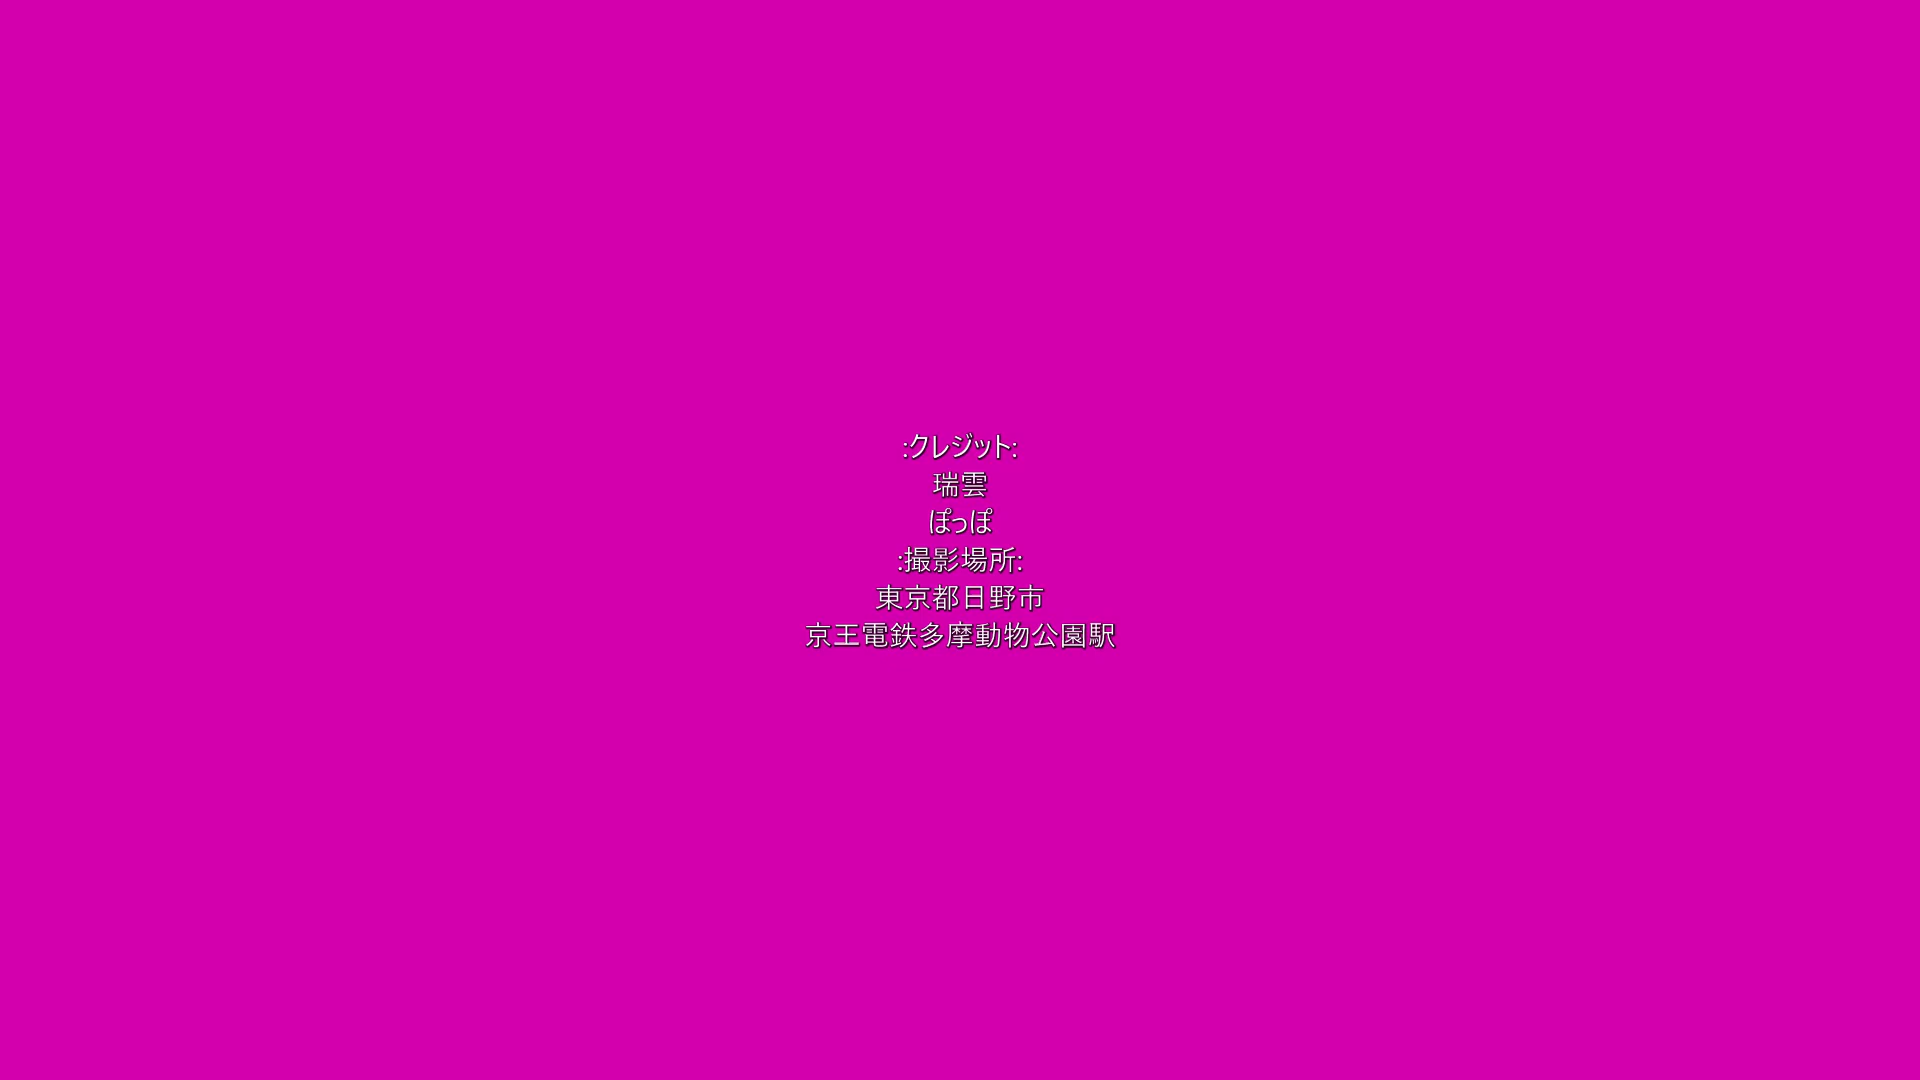 :クレジット:
瑞雲
ぽっぽ
:撮影場所:
東京都日野市
京王電鉄多摩動物公園駅